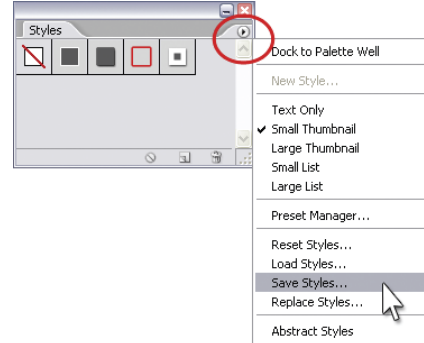 Styles
Dock to Palette Well
New Style...
Text Only
Small Thumbnail
Large Thumbnail
Small List
Large List
Preset Manager...
Reset Styles...
Load Styles...
Save Styles...
Replace Styles...
Abstract Styles